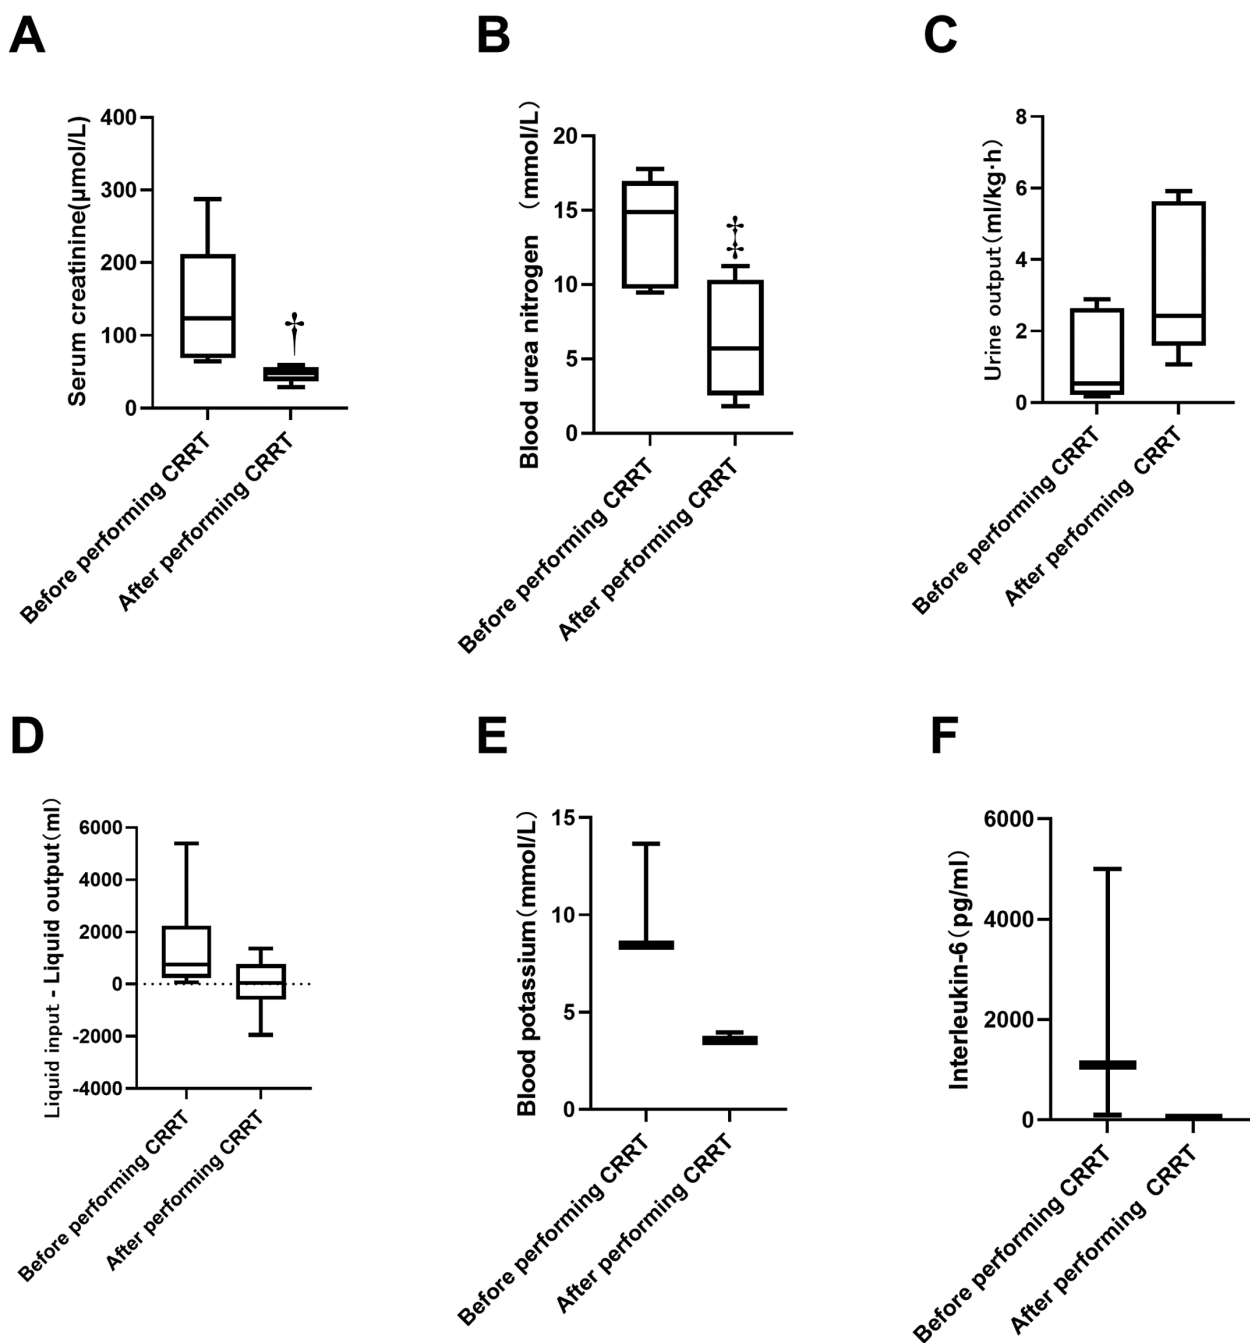 A
Serum creatinine(μmol/L)
400
300
200
100
0
†
Before performing CRRT
After performing CRRT
B
Blood urea nitrogen （mmol/L）
20
15
10
5
0
‡
Before performing CRRT
After performing CRRT
C
Urine output（ml/kg·h）
8
6
4
2
0
Before performing CRRT
After performing CRRT
D
Liquid input - Liquid output（ml）
6000
4000
2000
0
-2000
-4000
Before performing CRRT
After performing CRRT
E
Blood potassium（mmol/L）
15
10
5
0
Before performing CRRT
After performing CRRT
F
Interleukin-6（pg/ml）
6000
4000
2000
0
Before performing CRRT
After performing CRRT